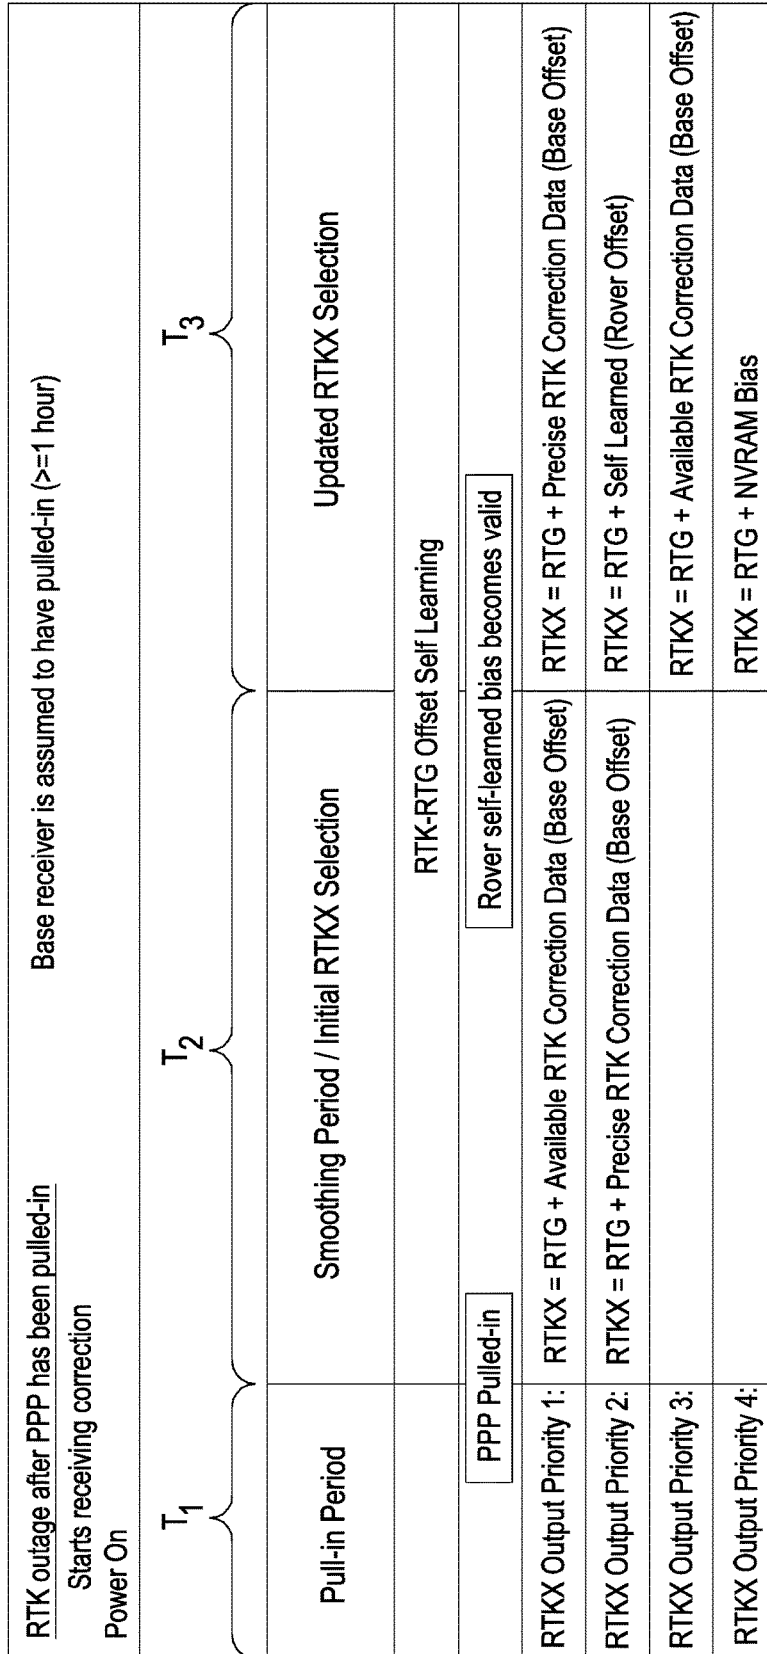 RTK outage after PPP has been pulled-in
Base receiver is assumed to have pulled-in (>=1 hour)
Starts receiving correction
Power On
T1
T2
T3
Pull-in Period
Smoothing Period / Initial RTKX Selection
Updated RTKX Selection
RTK-RTG Offset Self Learning
PPP Pulled-in
Rover self-learned bias becomes valid
RTKX Output Priority 1:
RTKX = RTG + Available RTK Correction Data (Base Offset)
RTKX = RTG + Precise RTK Correction Data (Base Offset)
RTKX Output Priority 2:
RTKX = RTG + Precise RTK Correction Data (Base Offset)
RTKX = RTG + Self Learned (Rover Offset)
RTKX Output Priority 3:
RTKX = RTG + Available RTK Correction Data (Base Offset)
RTKX Output Priority 4:
RTKX = RTG + NVRAM Bias